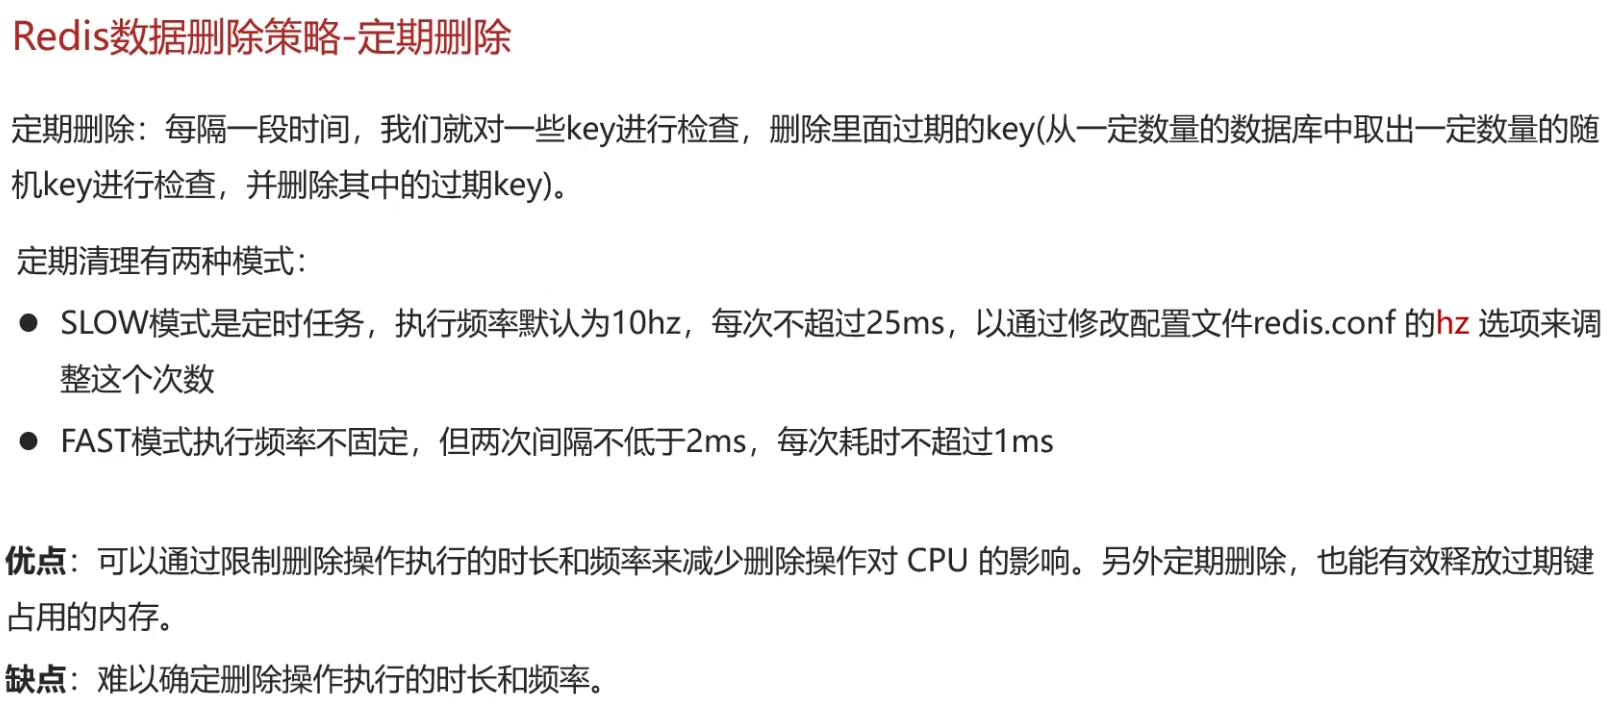 Redis数据删除策略-定期删除
定期删除：每隔一段时间，我们就对一些key进行检查，删除里面过期的key(从一定数量的数据库中取出一定数量的随
机key进行检查，并删除其中的过期key)。
定期清理有两种模式：
● SLOW模式是定时任务，执行频率默认为10hz，每次不超过25ms，以通过修改配置文件redis.conf 的hz 选项来调
整这个次数
● FAST模式执行频率不固定，但两次间隔不低于2ms，每次耗时不超过1ms
优点：可以通过限制删除操作执行的时长和频率来减少删除操作对 CPU 的影响。另外定期删除，也能有效释放过期键
占用的内存。
缺点：难以确定删除操作执行的时长和频率。